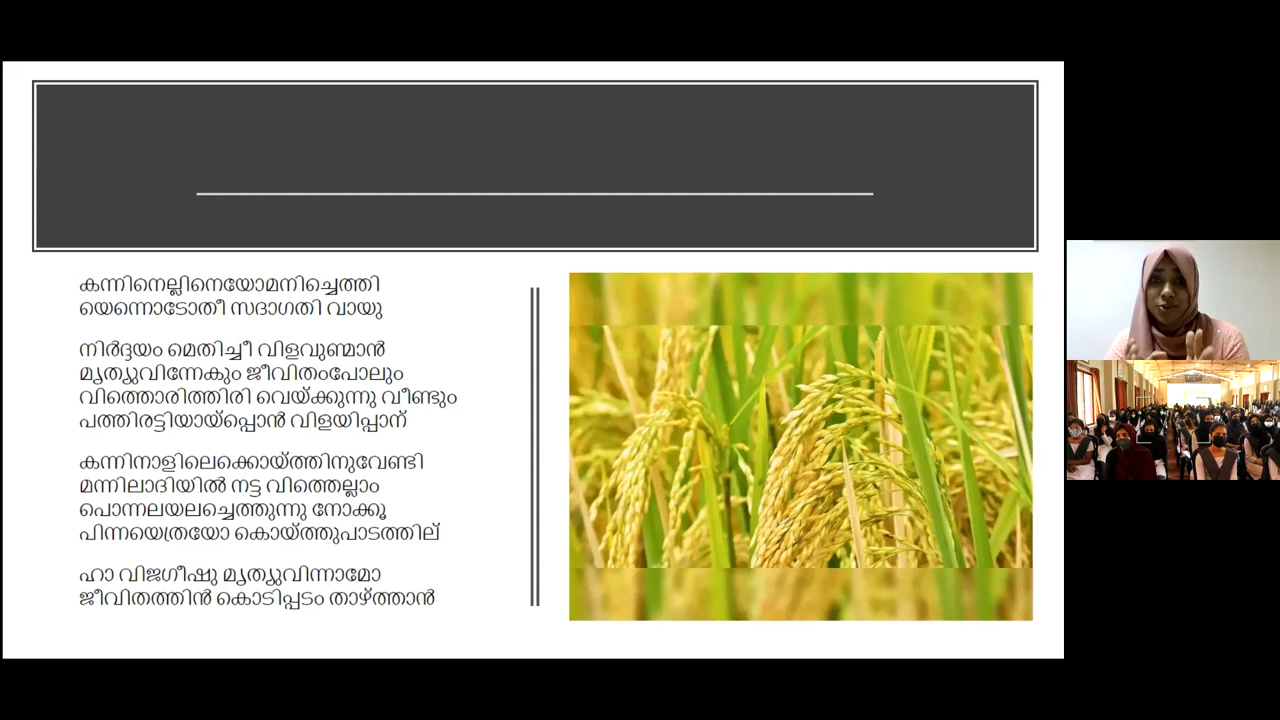 കന്നിനെല്ലിനെയോമനിച്ചെത്തി
യെന്നൊടോതീ സദാഗതി വായു
നിർദ്ദയം മെതിച്ചീ വിളവുണ്മാൻ
മൃത്യുവിന്നേകും ജീവിതംപോലും
വിത്തൊരിത്തിരി വെയ്ക്കുന്നു വീണ്ടും
പത്തിരട്ടിയായ്പ്പൊൻ വിളയിപ്പാന്
കന്നിനാളിലെക്കൊയ്ത്തിനുവേണ്ടി
മന്നിലാദിയിൽ നട്ട വിത്തെല്ലാം
പൊന്നലയലച്ചെത്തുന്നു നോക്കൂ
പിന്നയെത്രയോ കൊയ്ത്തുപാടത്തില്
ഹാ വിജഗീഷു മൃത്യുവിന്നാമോ
ജീവിതത്തിൻ കൊടിപ്പടം താഴ്ത്താൻ